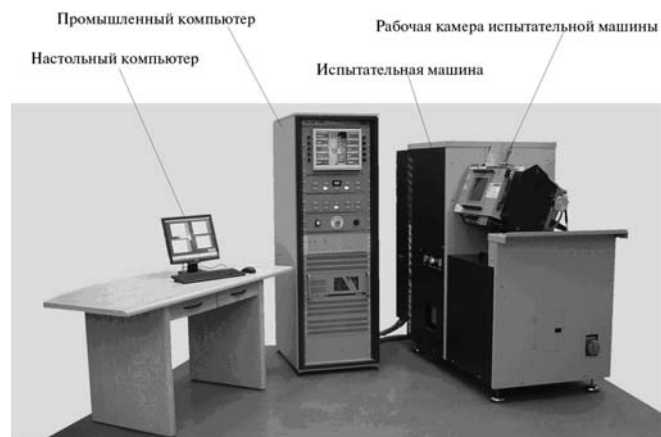 Промышленный компьютер
Рабочая камера испытательной машины
Настольный компьютер
Испытательная машина